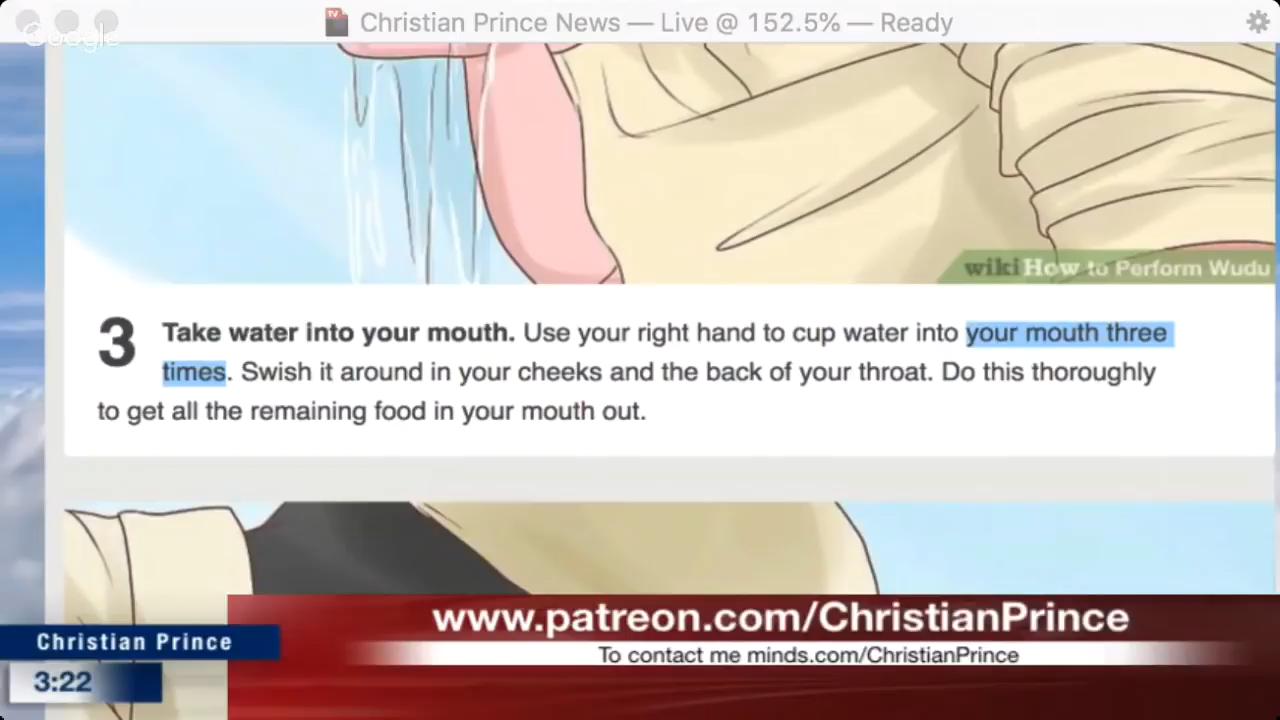 Christian Prince News — Live @ 152.5% — Ready
Google
wikiHow to Perform Wudu
3
Take water into your mouth. Use your right hand to cup water into your mouth three
times. Swish it around in your cheeks and the back of your throat. Do this thoroughly
to get all the remaining food in your mouth out.
www.patreon.com/ChristianPrince
Christian Prince
To contact me minds.com/ChristianPrince
3:22